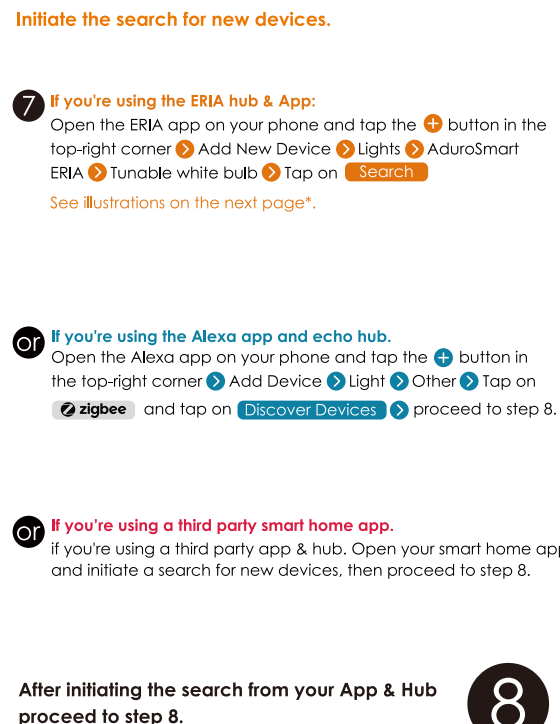 Initiate the search for new devices.
7 If you're using the ERIA hub & App:
Open the ERIA app on your phone and tap the + button in the
top-right corner > Add New Device > Lights > AduroSmart
ERIA > Tunable white bulb > Tap on Search
See illustrations on the next page*.
or If you're using the Alexa app and echo hub.
Open the Alexa app on your phone and tap the + button in
the top-right corner > Add Device > Light > Other > Tap on
zigbee and tap on Discover Devices > proceed to step 8.
or If you're using a third party smart home app.
if you're using a third party app & hub. Open your smart home app
and initiate a search for new devices, then proceed to step 8.
After initiating the search from your App & Hub
proceed to step 8.
8